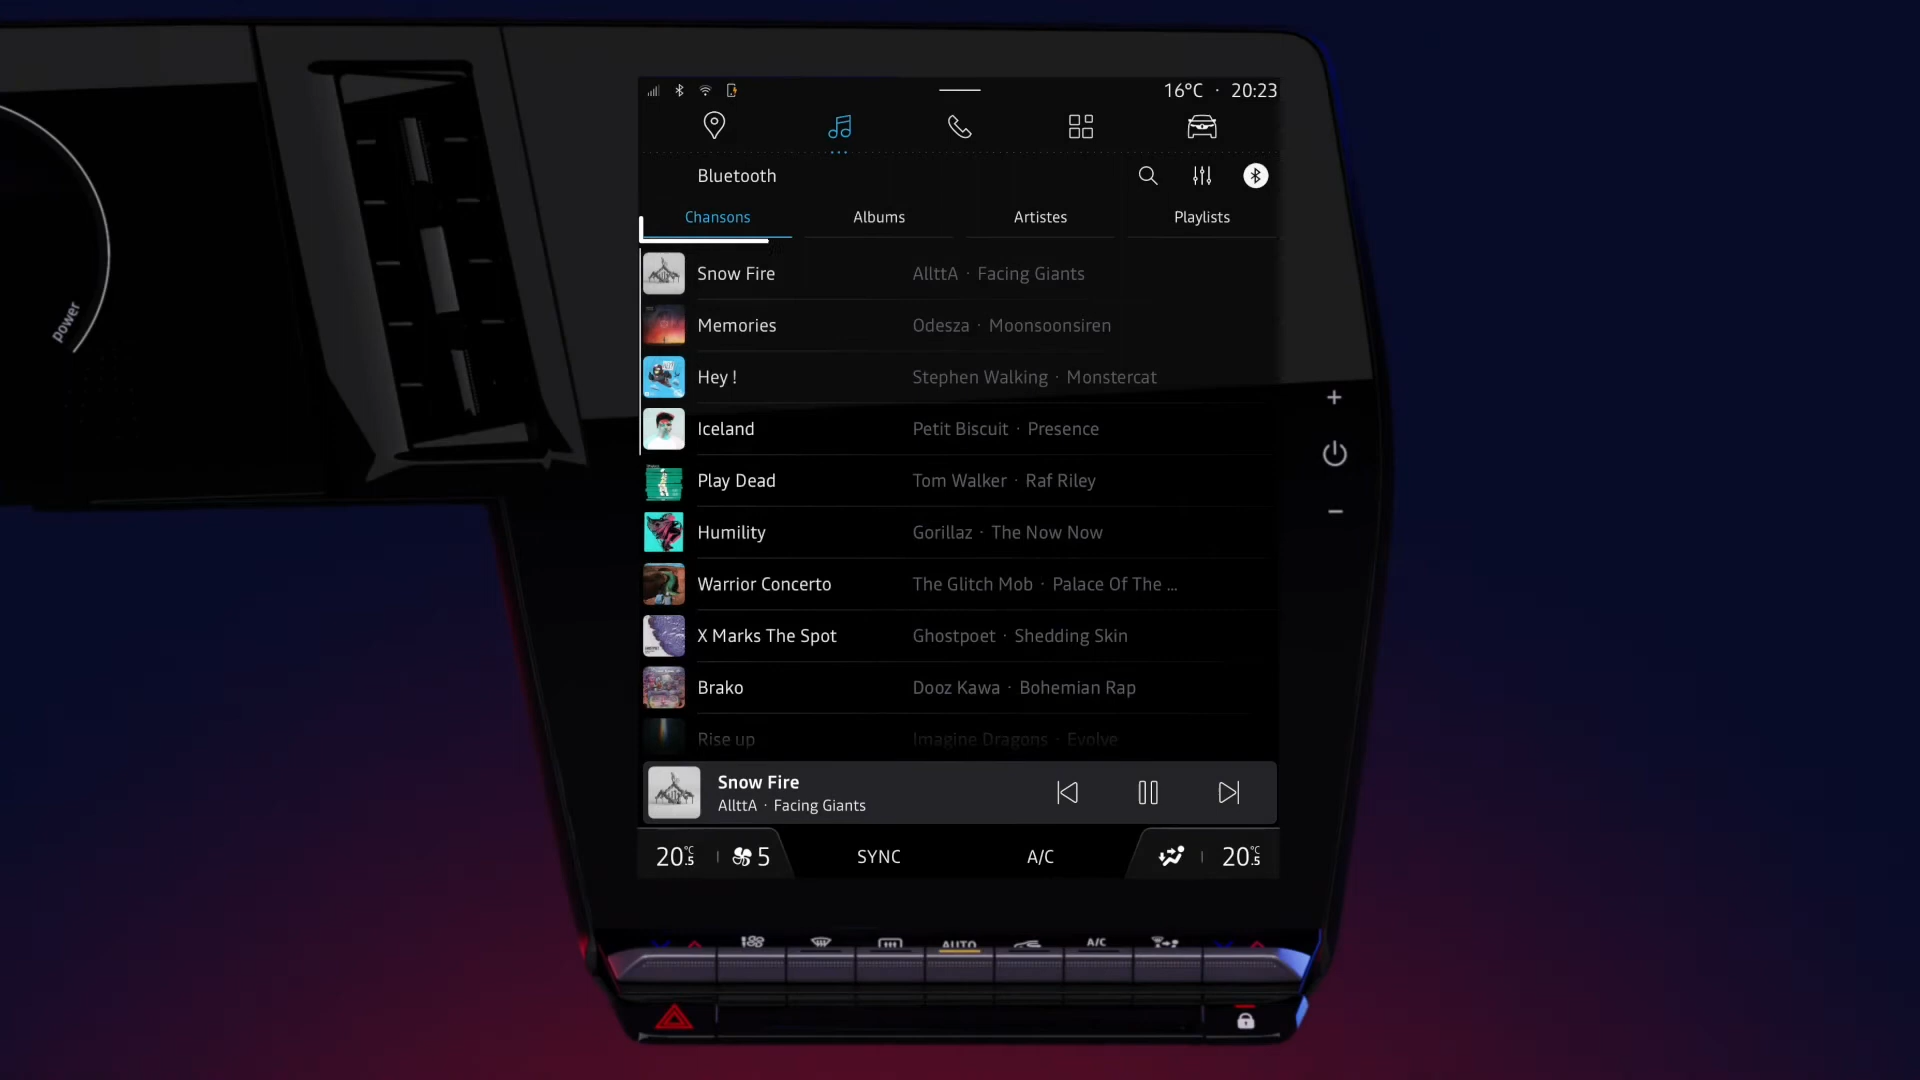 16°C · 20:23
Bluetooth
Chansons Albums Artistes Playlists
Snow Fire AllttA · Facing Giants
Memories Odesza · Moonsoonsiren
Hey ! Stephen Walking · Monstercat
Iceland Petit Biscuit · Presence
Play Dead Tom Walker · Raf Riley
Humility Gorillaz · The Now Now
Warrior Concerto The Glitch Mob · Palace Of The ...
X Marks The Spot Ghostpoet · Shedding Skin
Brako Dooz Kawa · Bohemian Rap
Rise up Imagine Dragons · Evolve
Snow Fire
AllttA · Facing Giants
20.5°C 5 SYNC A/C 20.5°C
AUTO A/C
power
+
−